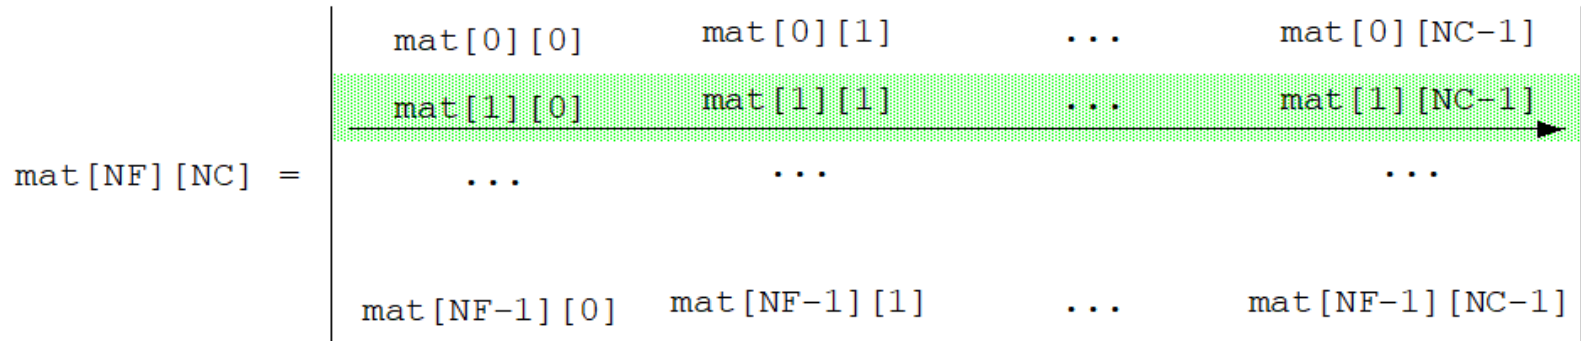 mat[0][0] mat[0][1] ... mat[0][NC-1]
mat[1][0] mat[1][1] ... mat[1][NC-1]
mat[NF][NC] = ... ... ...
mat[NF-1][0] mat[NF-1][1] ... mat[NF-1][NC-1]